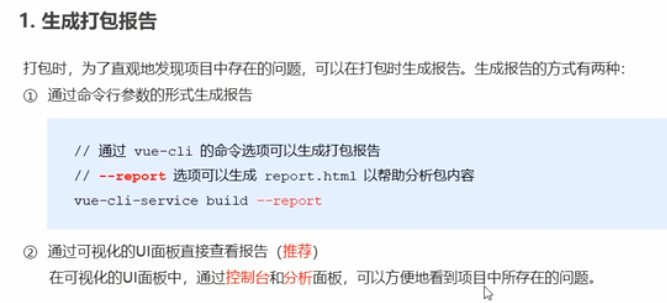 1. 生成打包报告
打包时，为了直观地发现项目中存在的问题，可以在打包时生成报告。生成报告的方式有两种：
① 通过命令行参数的形式生成报告
// 通过 vue-cli 的命令选项可以生成打包报告
// --report 选项可以生成 report.html 以帮助分析包内容
vue-cli-service build --report
② 通过可视化的UI面板直接查看报告（推荐）
在可视化的UI面板中，通过控制台和分析面板，可以方便地看到项目中所存在的问题。